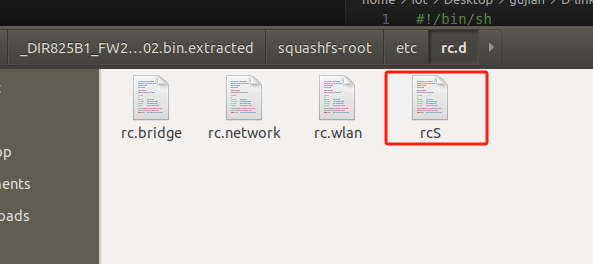 home > iot > Desktop > gujian > D-link
1 #!/bin/sh
_DIR825B1_FW2...02.bin.extracted squashfs-root etc rc.d
rc.bridge rc.network rc.wlan rcS
op
ments
oads